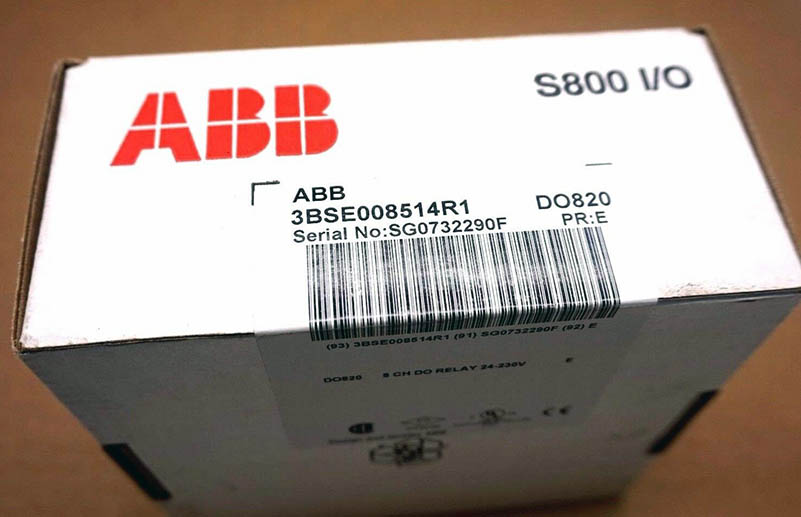 ABB
S800 I/O
ABB
3BSE008514R1 DO820
Serial No:SG0732290F PR:E
(93) 3BSE008514R1 (91) SG0732290F (92) E
DO820 8 CH DO RELAY 24-230V E
CE